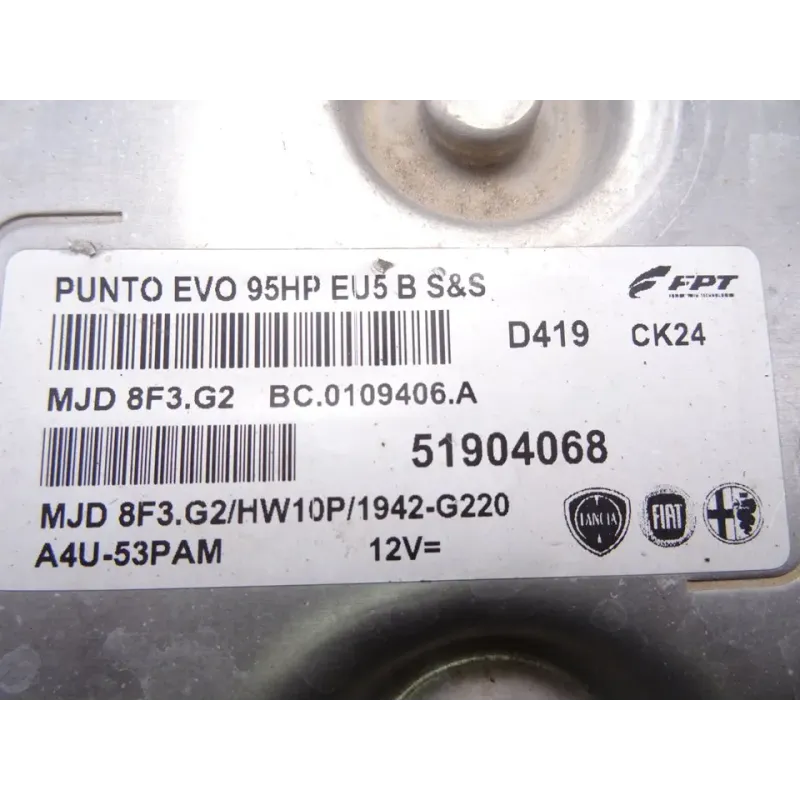 PUNTO EVO 95HP EU5 B S&S
FPT
D419 CK24
MJD 8F3.G2 BC.0109406.A
51904068
MJD 8F3.G2/HW10P/1942-G220
A4U-53PAM 12V=
LANCIA
FIAT